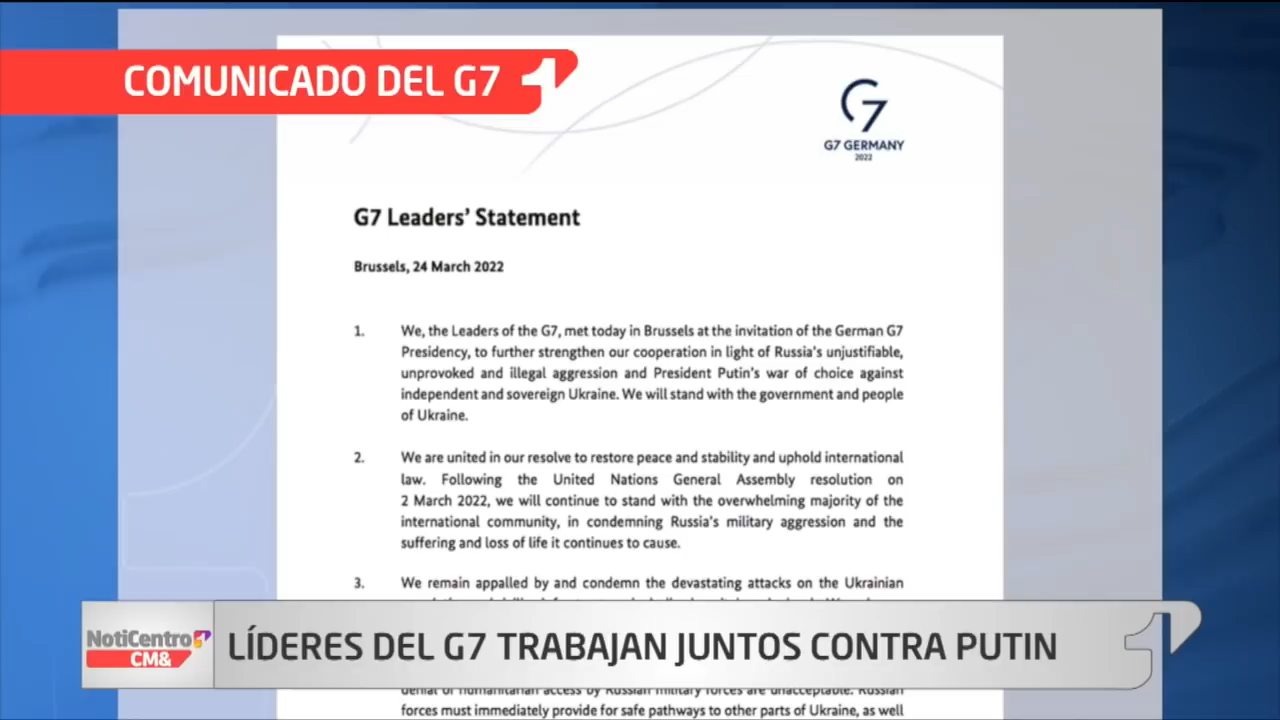 COMUNICADO DEL G7
G7 GERMANY
2022
G7 Leaders’ Statement
Brussels, 24 March 2022
1. We, the Leaders of the G7, met today in Brussels at the invitation of the German G7
Presidency, to further strengthen our cooperation in light of Russia’s unjustifiable,
unprovoked and illegal aggression and President Putin’s war of choice against
independent and sovereign Ukraine. We will stand with the government and people
of Ukraine.
2. We are united in our resolve to restore peace and stability and uphold international
law. Following the United Nations General Assembly resolution on
2 March 2022, we will continue to stand with the overwhelming majority of the
international community, in condemning Russia’s military aggression and the
suffering and loss of life it continues to cause.
3. We remain appalled by and condemn the devastating attacks on the Ukrainian
NotiCentro 1
CM&
LÍDERES DEL G7 TRABAJAN JUNTOS CONTRA PUTIN
denial of humanitarian access by Russian military forces are unacceptable. Russian
forces must immediately provide for safe pathways to other parts of Ukraine, as well